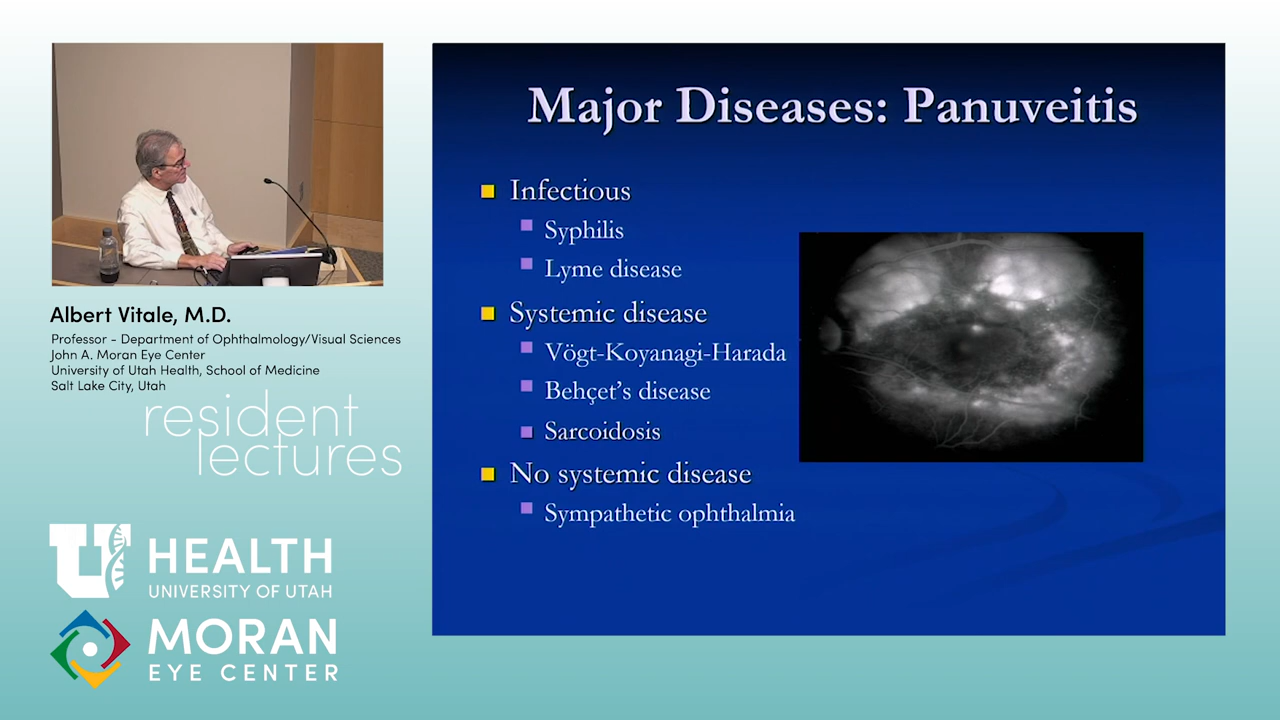 Albert Vitale, M.D.
Professor - Department of Ophthalmology/Visual Sciences
John A. Moran Eye Center
University of Utah Health, School of Medicine
Salt Lake City, Utah
resident
lectures
U HEALTH
UNIVERSITY OF UTAH
MORAN
EYE CENTER
Major Diseases: Panuveitis
Infectious
Syphilis
Lyme disease
Systemic disease
Vögt-Koyanagi-Harada
Behçet's disease
Sarcoidosis
No systemic disease
Sympathetic ophthalmia